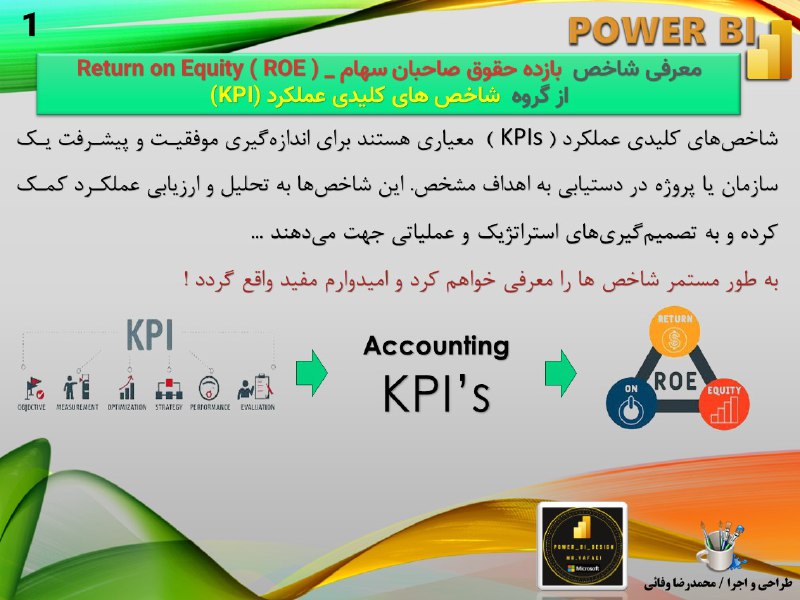 1
POWER BI
معرفی شاخص بازده حقوق صاحبان سهام _ Return on Equity ( ROE )
از گروه شاخص های کلیدی عملکرد (KPI)
شاخص‌های کلیدی عملکرد ( KPIs ) معیاری هستند برای اندازه‌گیری موفقیت و پیشرفت یک
سازمان یا پروژه در دستیابی به اهداف مشخص. این شاخص‌ها به تحلیل و ارزیابی عملکرد کمک
کرده و به تصمیم‌گیری‌های استراتژیک و عملیاتی جهت می‌دهند ...
به طور مستمر شاخص ها را معرفی خواهم کرد و امیدوارم مفید واقع گردد !
KPI
OBJECTIVE MEASUREMENT OPTIMIZATION STRATEGY PERFORMANCE EVALUATION
Accounting
KPI's
RETURN
ROE
ON
EQUITY
POWER_BI_DESIGN
MR.VAFAEI
Microsoft
طراحی و اجرا / محمدرضا وفائی